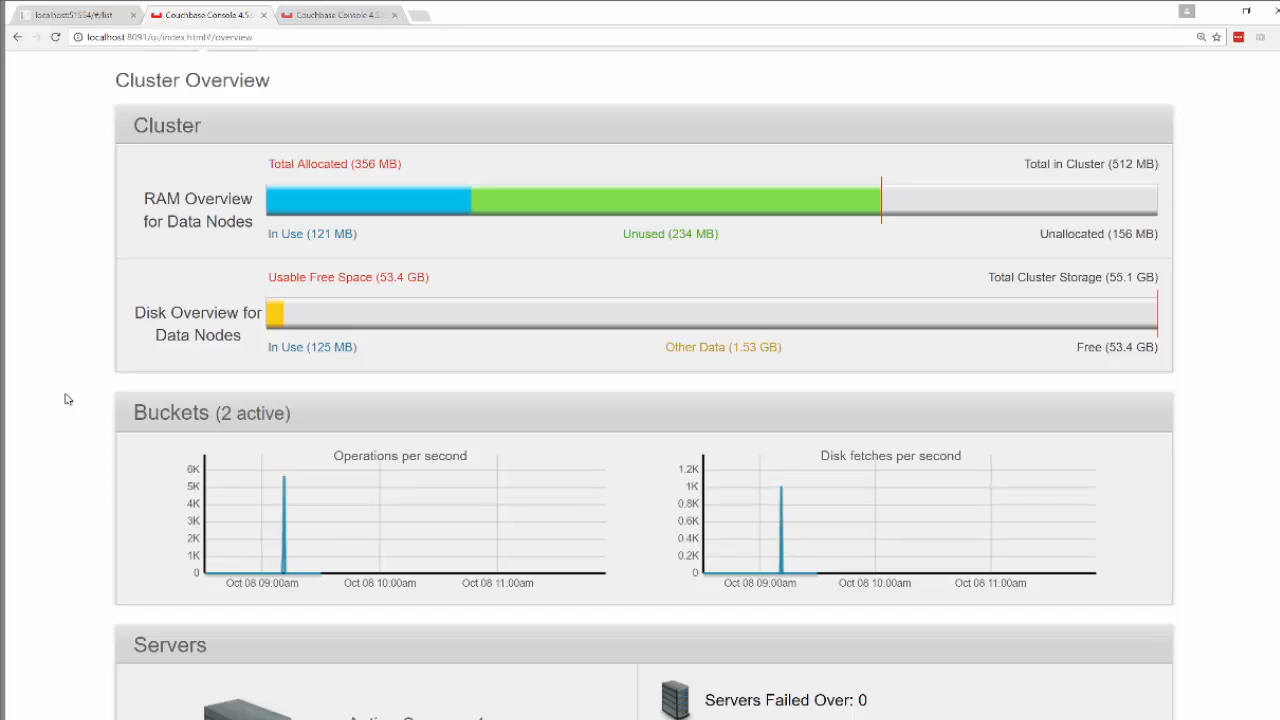 localhost:51554/#/list
Couchbase Console 4.5.
Couchbase Console 4.5.
localhost:8091/ui/index.html#/overview
Cluster Overview
Cluster
Total Allocated (356 MB)
Total in Cluster (512 MB)
RAM Overview
for Data Nodes
In Use (121 MB)
Unused (234 MB)
Unallocated (156 MB)
Usable Free Space (53.4 GB)
Total Cluster Storage (55.1 GB)
Disk Overview for
Data Nodes
In Use (125 MB)
Other Data (1.53 GB)
Free (53.4 GB)
Buckets (2 active)
Operations per second
6K
5K
4K
3K
2K
1K
0
Oct 08 09:00am
Oct 08 10:00am
Oct 08 11:00am
Disk fetches per second
1.2K
1K
0.8K
0.6K
0.4K
0.2K
0
Oct 08 09:00am
Oct 08 10:00am
Oct 08 11:00am
Servers
Servers Failed Over: 0